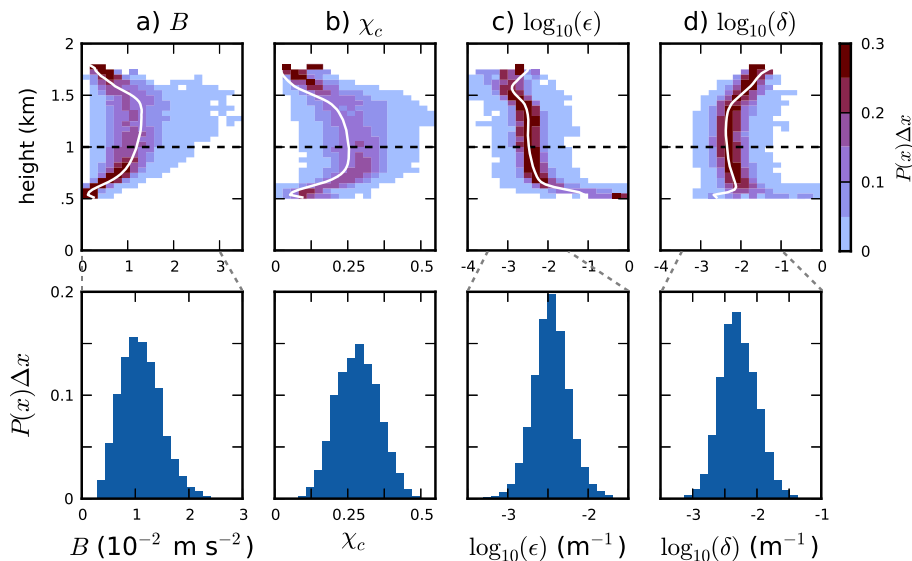 a) B b) χc c) log10(ϵ) d) log10(δ)
2
1.5
1
.5
0
height (km)
0 1 2 3
0 0.25 0.5
-4 -3 -2 -1 0
-4 -3 -2 -1 0
0.3
0.2
0.1
0
P(x)Δx
0.2
0.1
0
P(x)Δx
0 1 2 3
0 0.25 0.5
-3 -2
-3 -2 -1
B (10−2 m s−2) χc log10(ϵ) (m−1) log10(δ) (m−1)